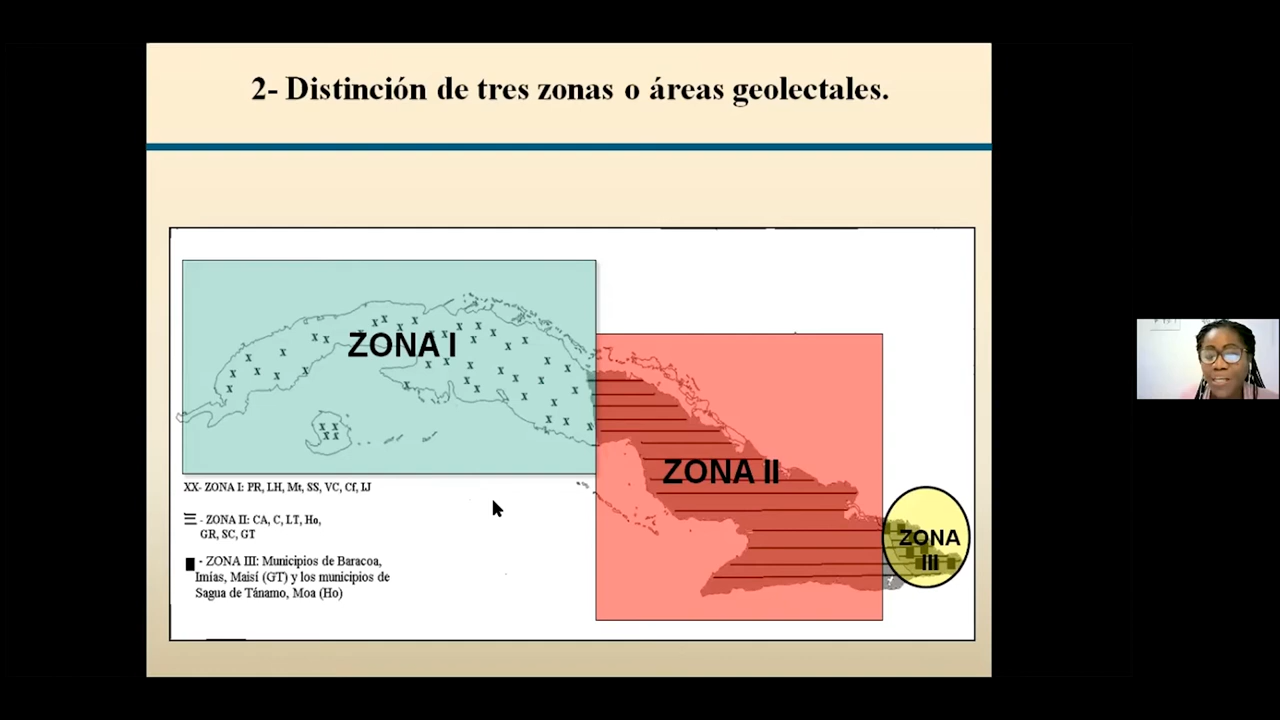 2- Distinción de tres zonas o áreas geolectales.
ZONA I
ZONA II
ZONA
III
XX- ZONA I: PR, LH, Mt, SS, VC, Cf, IJ
- ZONA II: CA, C, LT, Ho,
GR, SC, GT
- ZONA III: Municipios de Baracoa,
Imías, Maisí (GT) y los municipios de
Sagua de Tánamo, Moa (Ho)